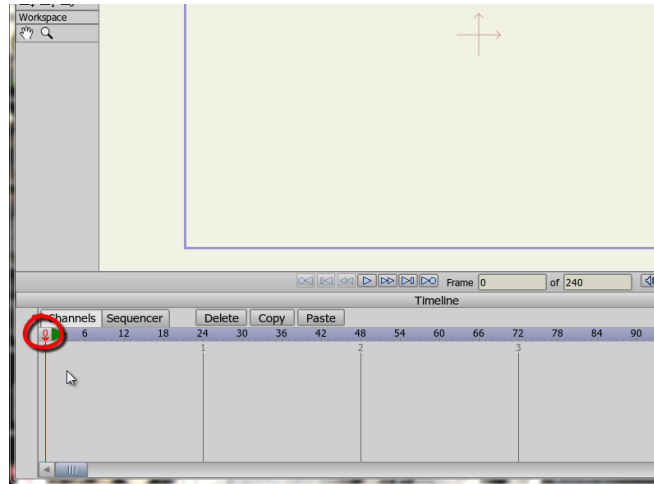 Workspace
Frame 0 of 240
Timeline
Channels Sequencer Delete Copy Paste
0 6 12 18 24 30 36 42 48 54 60 66 72 78 84 90
1 2 3